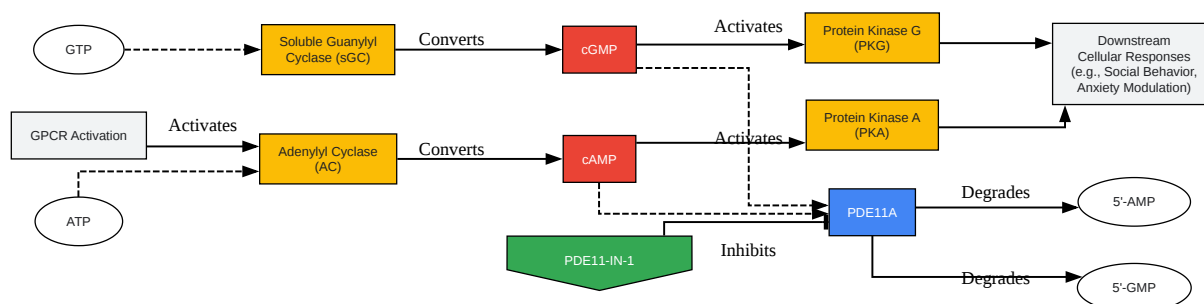 GTP
Soluble Guanylyl
Cyclase (sGC)
Converts
cGMP
Activates
Protein Kinase G
(PKG)
Downstream
Cellular Responses
(e.g., Social Behavior,
Anxiety Modulation)
GPCR Activation
Activates
Adenylyl Cyclase
(AC)
Converts
cAMP
Activates
Protein Kinase A
(PKA)
ATP
PDE11-IN-1
Inhibits
PDE11A
Degrades
5'-AMP
Degrades
5'-GMP